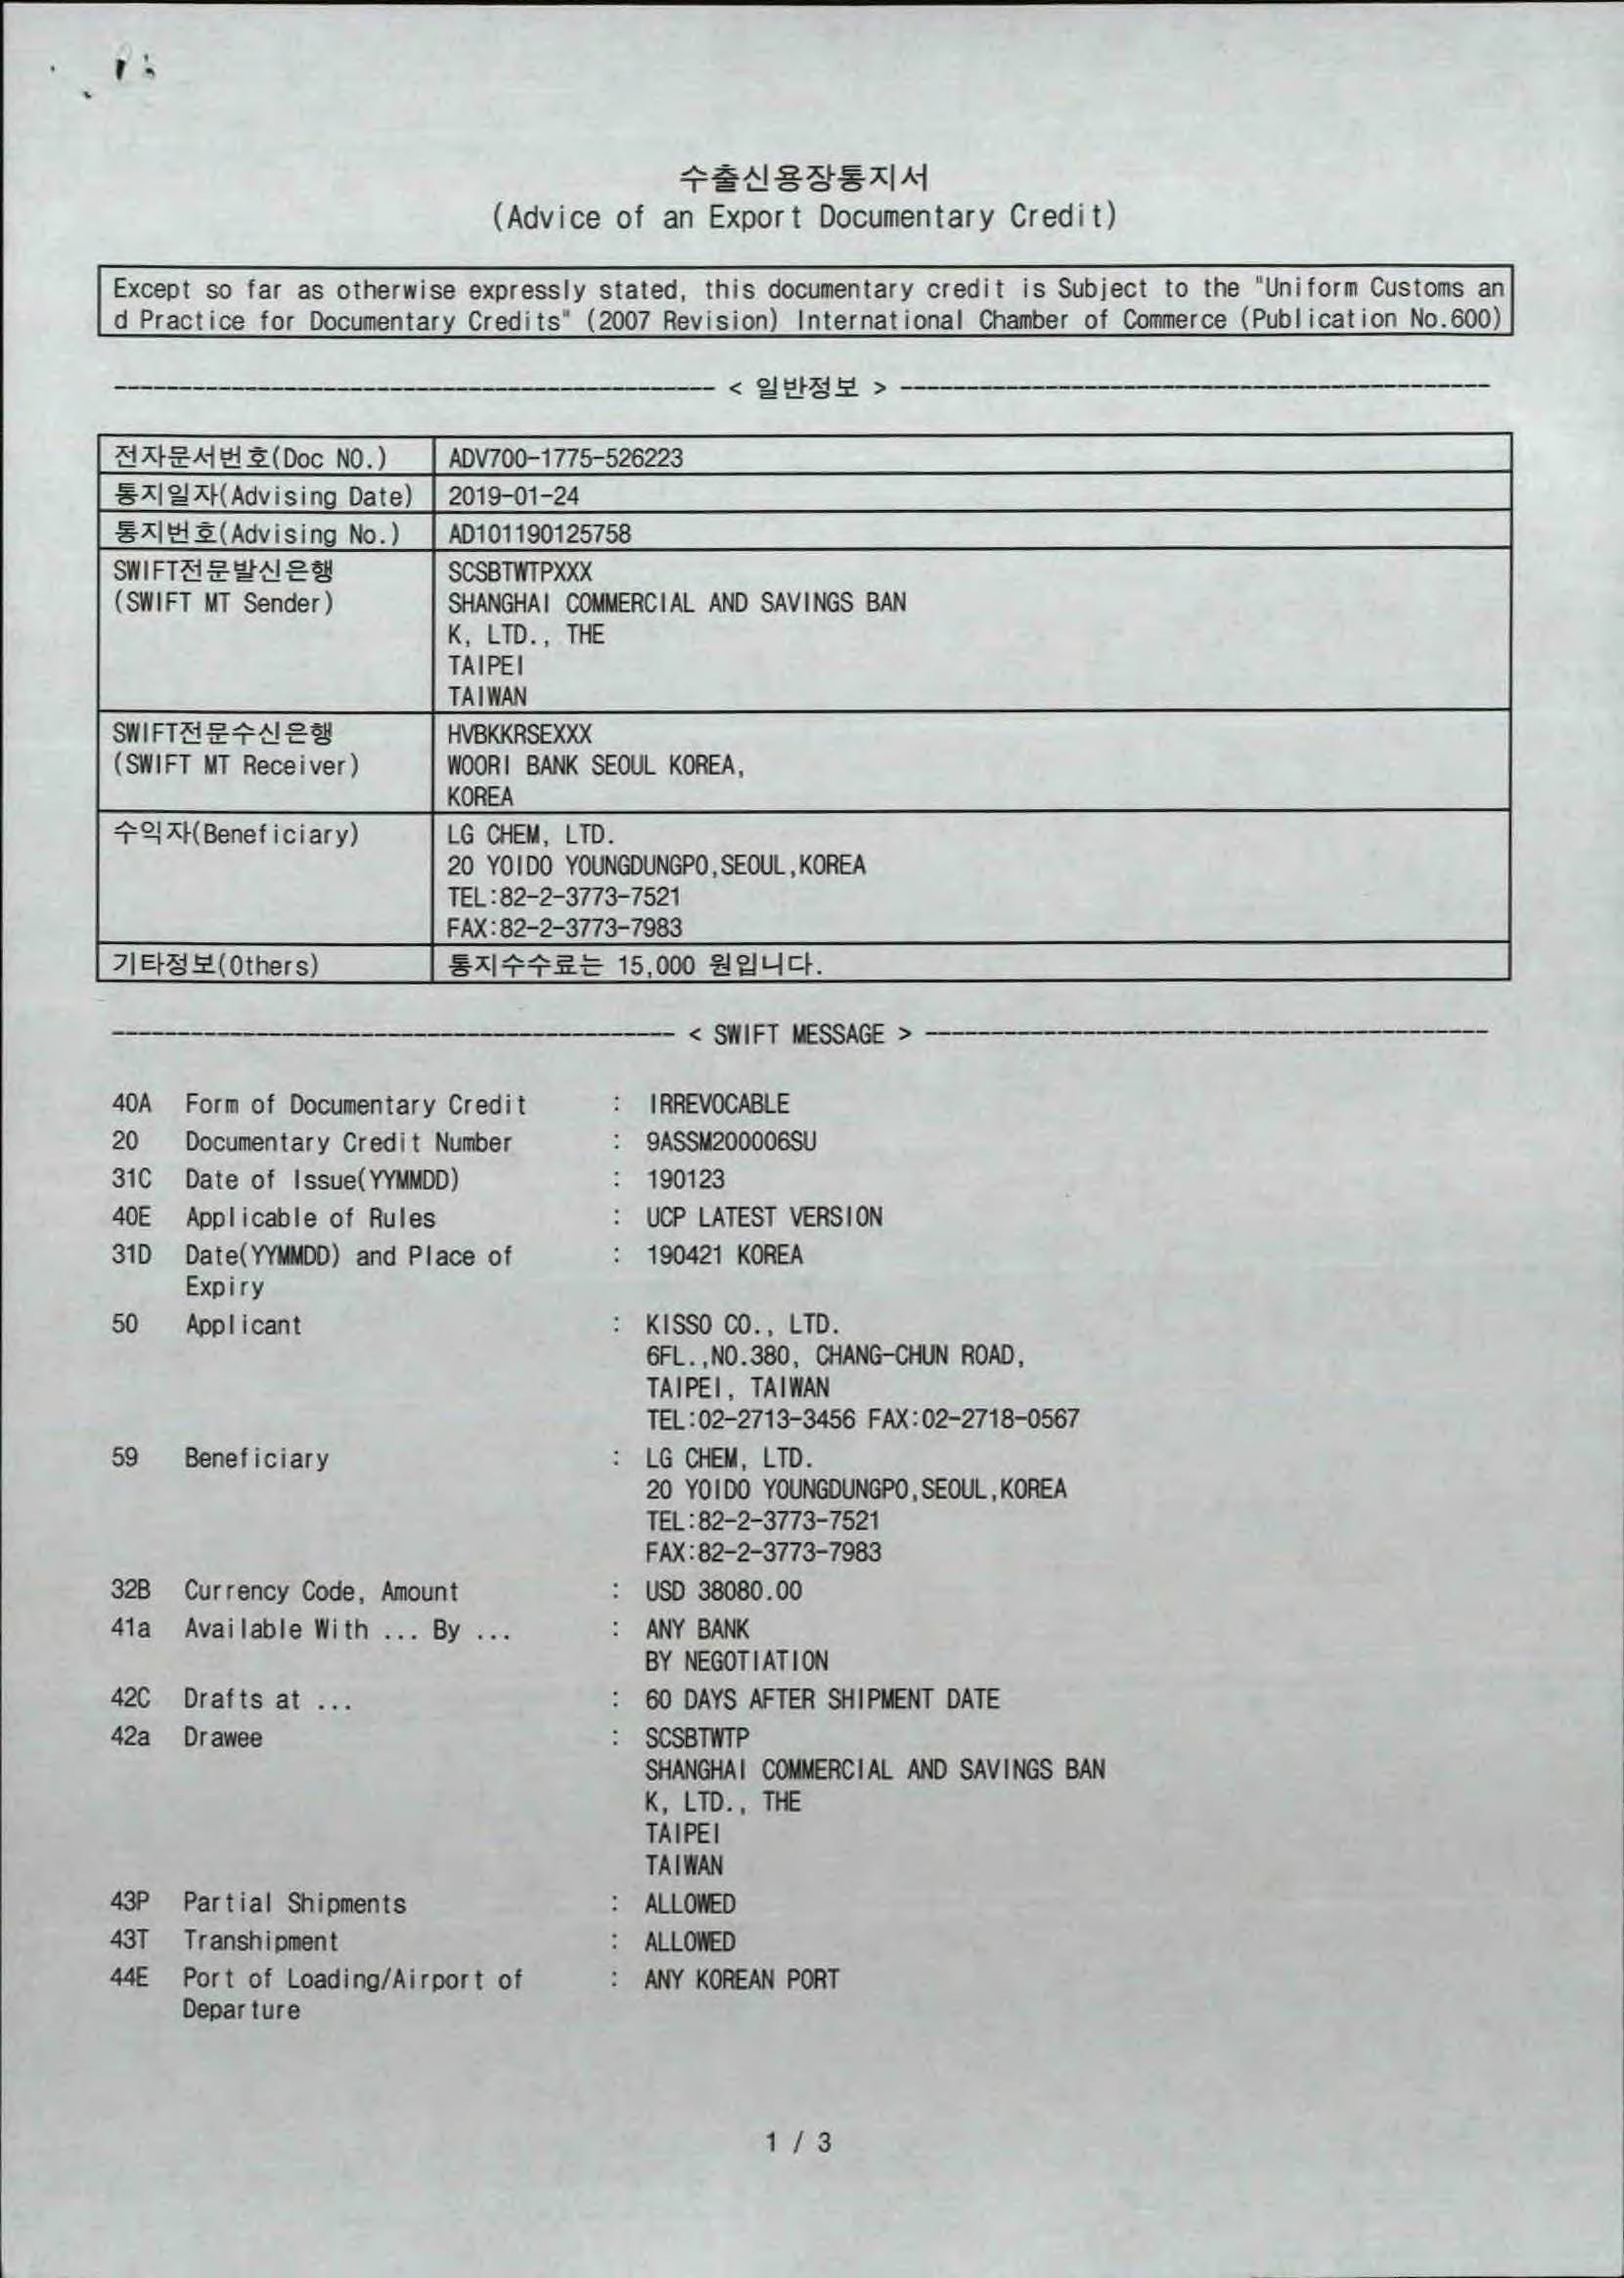 수출신용장통지서
(Advice of an Export Documentary Credit)
Except so far as otherwise expressly stated, this documentary credit is Subject to the "Uniform Customs an
d Practice for Documentary Credits" (2007 Revision) International Chamber of Commerce (Publication No.600)
< 일반정보 >
전자문서번호(Doc NO.) ADV700-1775-526223
통지일자(Advising Date) 2019-01-24
통지번호(Advising No.) AD101190125758
SWIFT전문발신은행 SCSBTWTPXXX
(SWIFT MT Sender) SHANGHAI COMMERCIAL AND SAVINGS BAN
K, LTD., THE
TAIPEI
TAIWAN
SWIFT전문수신은행 HVBKKRSEXXX
(SWIFT MT Receiver) WOORI BANK SEOUL KOREA,
KOREA
수익자(Beneficiary) LG CHEM, LTD.
20 YOIDO YOUNGDUNGPO,SEOUL,KOREA
TEL:82-2-3773-7521
FAX:82-2-3773-7983
기타정보(Others) 통지수수료는 15,000 원입니다.
< SWIFT MESSAGE >
40A Form of Documentary Credit : IRREVOCABLE
20 Documentary Credit Number : 9ASSM200006SU
31C Date of Issue(YYMMDD) : 190123
40E Applicable of Rules : UCP LATEST VERSION
31D Date(YYMMDD) and Place of : 190421 KOREA
Expiry
50 Applicant : KISSO CO., LTD.
6FL.,NO.380, CHANG-CHUN ROAD,
TAIPEI, TAIWAN
TEL:02-2713-3456 FAX:02-2718-0567
59 Beneficiary : LG CHEM, LTD.
20 YOIDO YOUNGDUNGPO,SEOUL,KOREA
TEL:82-2-3773-7521
FAX:82-2-3773-7983
32B Currency Code, Amount : USD 38080.00
41a Available With ... By ... : ANY BANK
BY NEGOTIATION
42C Drafts at ... : 60 DAYS AFTER SHIPMENT DATE
42a Drawee : SCSBTWTP
SHANGHAI COMMERCIAL AND SAVINGS BAN
K, LTD., THE
TAIPEI
TAIWAN
43P Partial Shipments : ALLOWED
43T Transhipment : ALLOWED
44E Port of Loading/Airport of : ANY KOREAN PORT
Departure
1 / 3